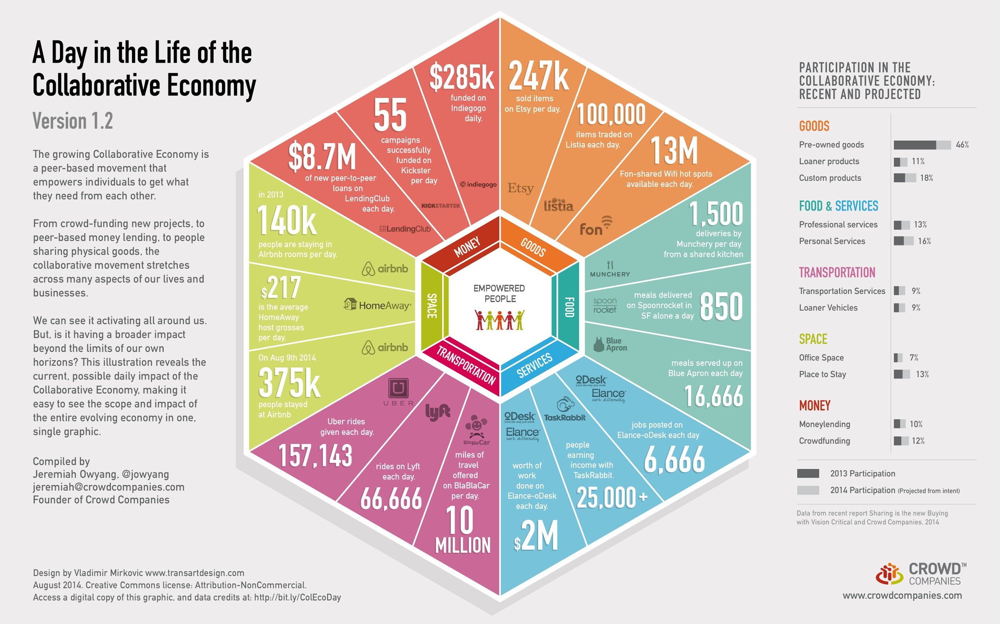 A Day in the Life of the
Collaborative Economy
Version 1.2
The growing Collaborative Economy is
a peer-based movement that
empowers individuals to get what
they need from each other.
From crowd-funding new projects, to
peer-based money lending, to people
sharing physical goods, the
collaborative movement stretches
across many aspects of our lives and
businesses.
We can see it activating all around us.
But, is it having a broader impact
beyond the limits of our own
horizons? This illustration reveals the
current, possible daily impact of the
Collaborative Economy, making it
easy to see the scope and impact of
the entire evolving economy in one,
single graphic.
Compiled by
Jeremiah Owyang, @jowyang
jeremiah@crowdcompanies.com
Founder of Crowd Companies
Design by Vladimir Mirkovic www.transartdesign.com
August 2014. Creative Commons license: Attribution-NonCommercial.
Access a digital copy of this graphic, and data credits at: http://bit.ly/ColEcoDay
MONEY
$8.7M
of new peer-to-peer
loans on
LendingClub
each day.
LendingClub
55
campaigns
successfully
funded on
Kickster
per day
KICKSTARTER
$285k
funded on
Indiegogo
daily.
indiegogo
GOODS
247k
sold items
on Etsy per day.
Etsy
100,000
items traded on
Listia each day.
listia
13M
Fon-shared Wifi hot spots
available each day.
fon
FOOD
1,500
deliveries by
Munchery per day
from a shared kitchen
MUNCHERY
spoon
rocket
meals delivered
on Spoonrocket in
SF alone a day
850
Blue
Apron
meals served up on
Blue Apron each day
16,666
SERVICES
oDesk
Love the way you work.
Elance
work differently
jobs posted on
Elance-oDesk each day
6,666
TaskRabbit
people
earning
income with
TaskRabbit.
25,000+
oDesk
Love the way you work.
Elance
work differently
worth of
work
done on
Elance-oDesk
each day.
$2M
TRANSPORTATION
BlaBlaCar
miles of
travel
offered
on BlaBlaCar
per day.
10
MILLION
lyft
rides on Lyft
each day.
66,666
U
UBER
Uber rides
given each day.
157,143
SPACE
in 2013
140k
people are staying in
AIrbnb rooms per day.
airbnb
$217
is the average
HomeAway
host grosses
per day.
HomeAway
airbnb
On Aug 9th 2014
375k
people stayed
at Airbnb
EMPOWERED
PEOPLE
PARTICIPATION IN THE
COLLABORATIVE ECONOMY:
RECENT AND PROJECTED
GOODS
Pre-owned goods 46%
Loaner products 11%
Custom products 18%
FOOD & SERVICES
Professional services 13%
Personal Services 16%
TRANSPORTATION
Transportation Services 9%
Loaner Vehicles 9%
SPACE
Office Space 7%
Place to Stay 13%
MONEY
Moneylending 10%
Crowdfunding 12%
2013 Participation
2014 Participation (Projected from intent)
Data from recent report Sharing is the new Buying
with Vision Critical and Crowd Companies, 2014
CROWD™
COMPANIES
www.crowdcompanies.com